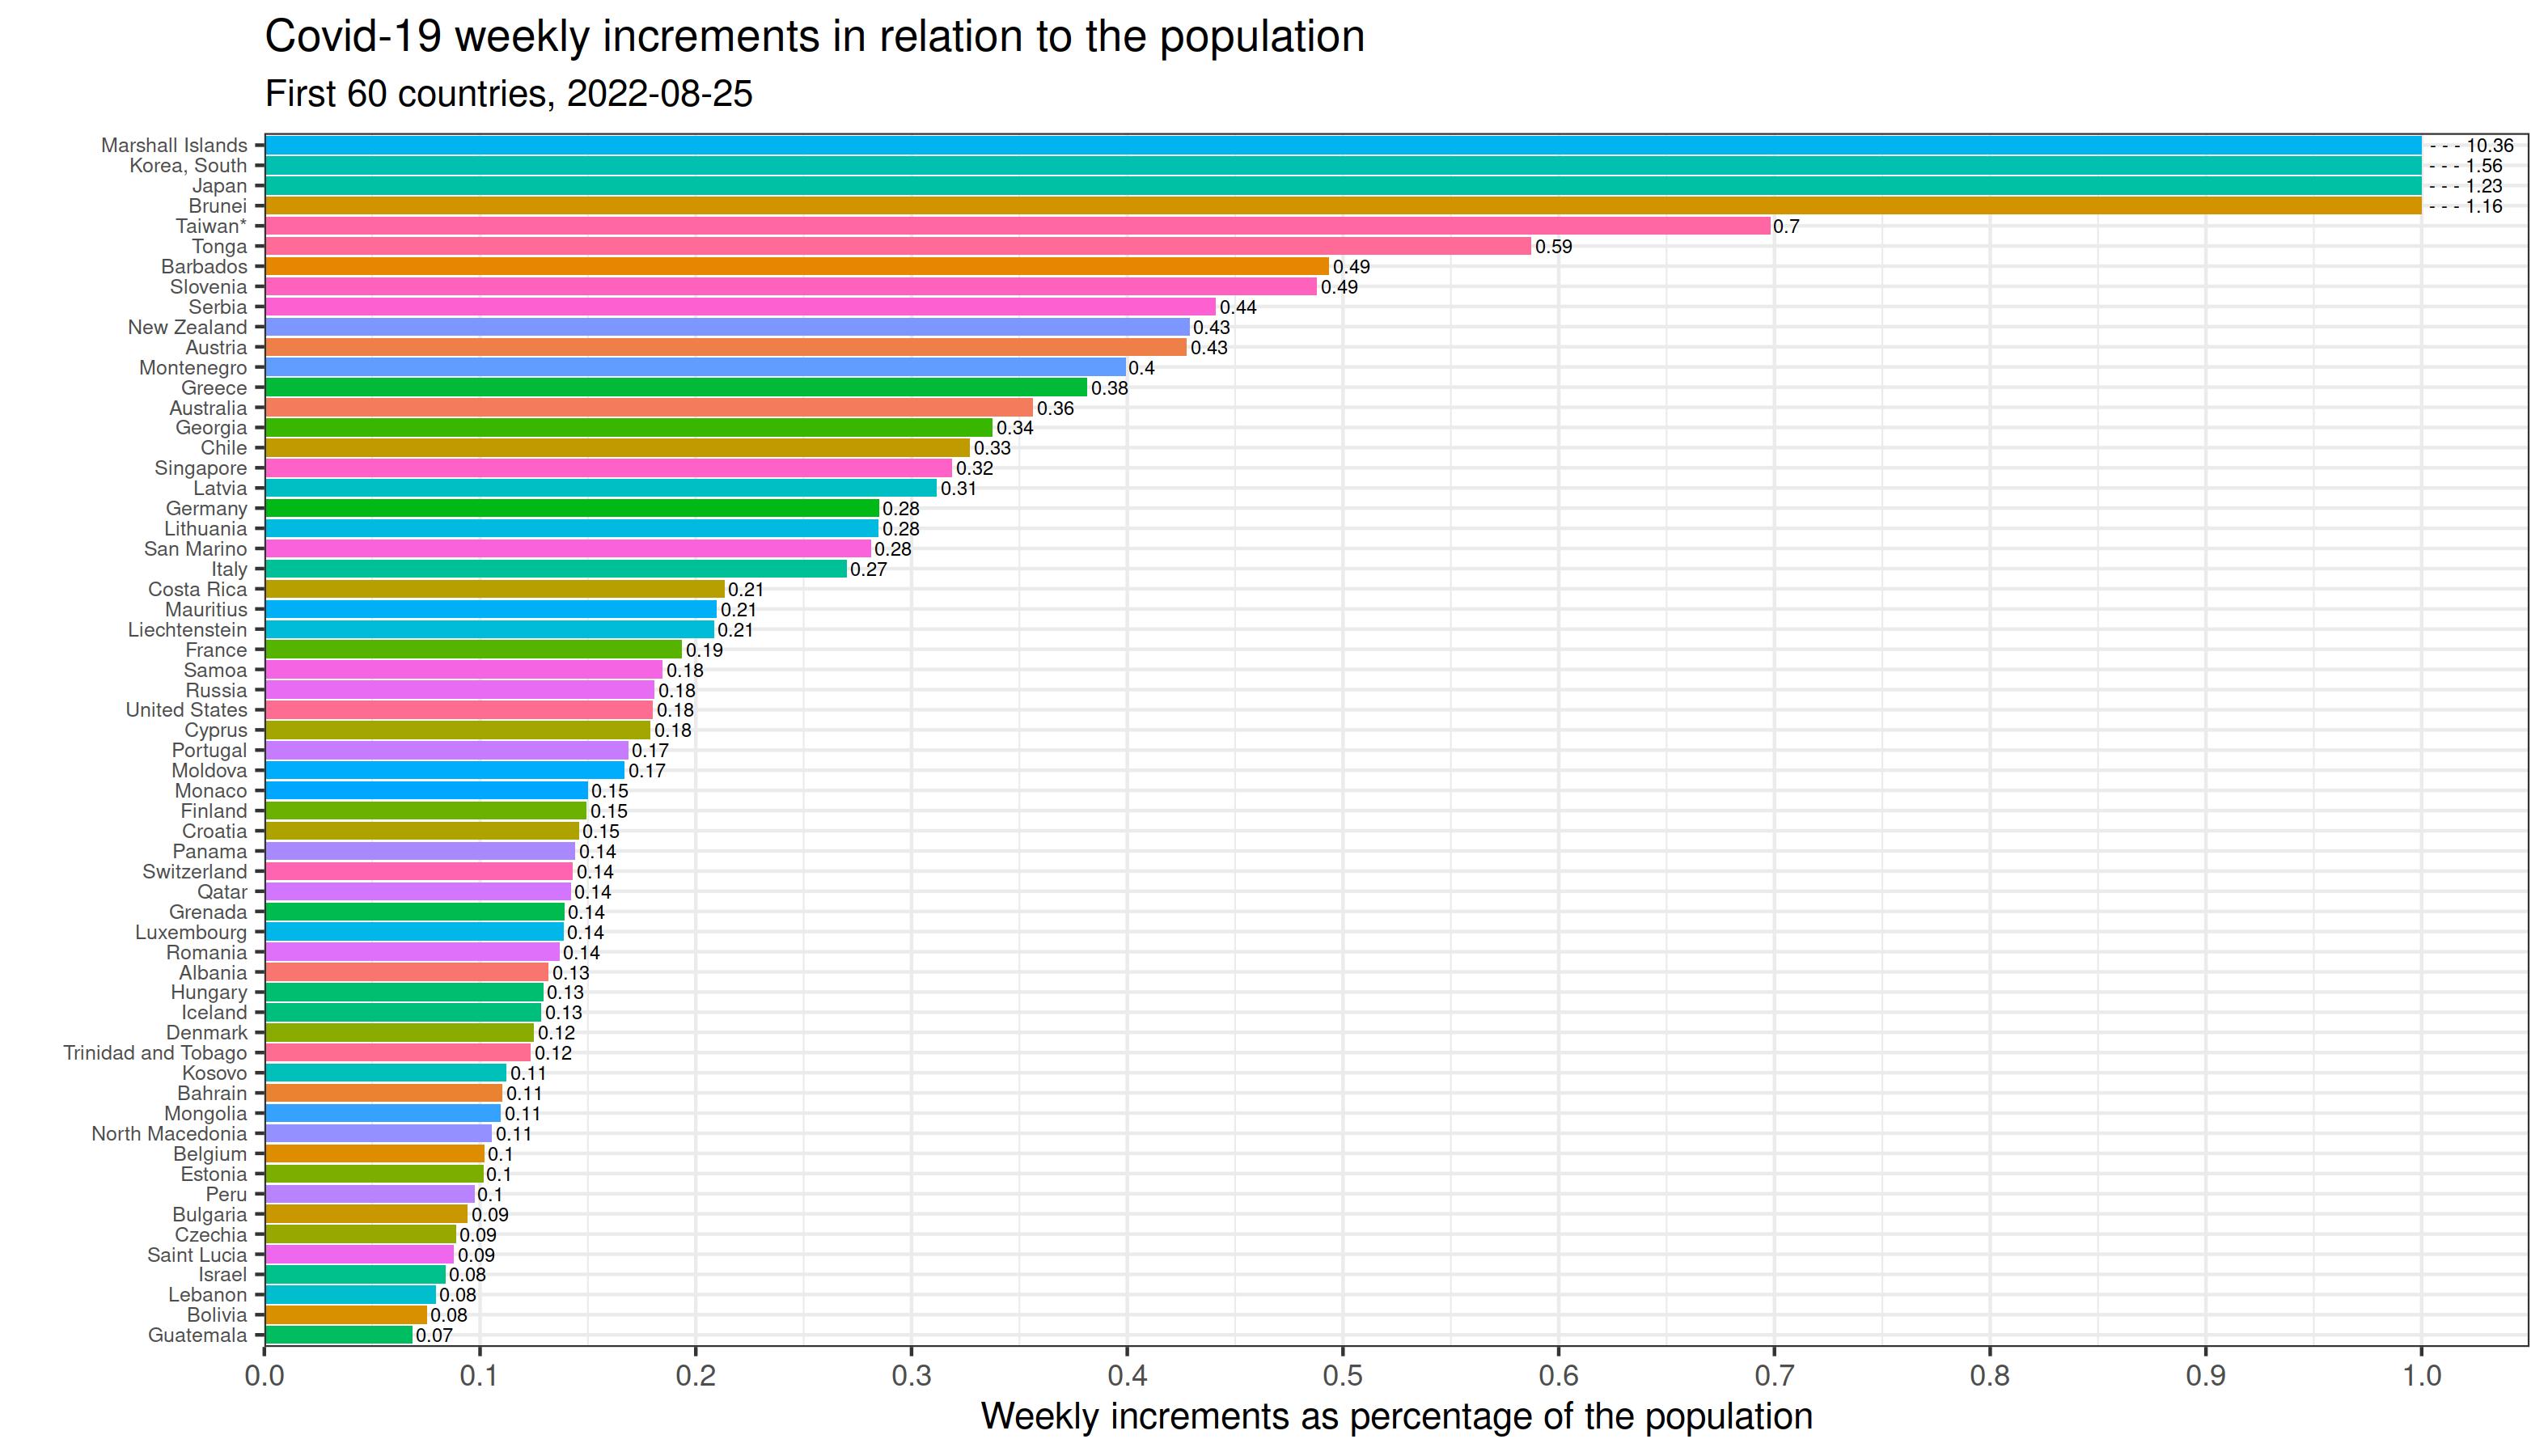 Covid-19 weekly increments in relation to the population
First 60 countries, 2022-08-25
Marshall Islands - - - 10.36
Korea, South - - - 1.56
Japan - - - 1.23
Brunei - - - 1.16
Taiwan* 0.7
Tonga 0.59
Barbados 0.49
Slovenia 0.49
Serbia 0.44
New Zealand 0.43
Austria 0.43
Montenegro 0.4
Greece 0.38
Australia 0.36
Georgia 0.34
Chile 0.33
Singapore 0.32
Latvia 0.31
Germany 0.28
Lithuania 0.28
San Marino 0.28
Italy 0.27
Costa Rica 0.21
Mauritius 0.21
Liechtenstein 0.21
France 0.19
Samoa 0.18
Russia 0.18
United States 0.18
Cyprus 0.18
Portugal 0.17
Moldova 0.17
Monaco 0.15
Finland 0.15
Croatia 0.15
Panama 0.14
Switzerland 0.14
Qatar 0.14
Grenada 0.14
Luxembourg 0.14
Romania 0.14
Albania 0.13
Hungary 0.13
Iceland 0.13
Denmark 0.12
Trinidad and Tobago 0.12
Kosovo 0.11
Bahrain 0.11
Mongolia 0.11
North Macedonia 0.11
Belgium 0.1
Estonia 0.1
Peru 0.1
Bulgaria 0.09
Czechia 0.09
Saint Lucia 0.09
Israel 0.08
Lebanon 0.08
Bolivia 0.08
Guatemala 0.07
0.0 0.1 0.2 0.3 0.4 0.5 0.6 0.7 0.8 0.9 1.0
Weekly increments as percentage of the population